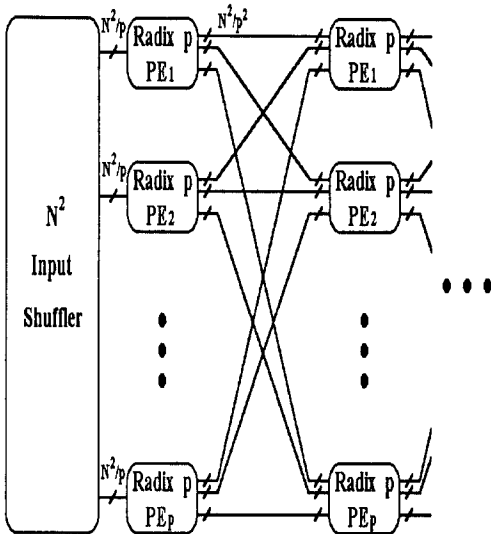 N²/p
Radix p
PE₁
N²/p²
Radix p
PE₁
N²/p
Radix p
PE₂
Radix p
PE₂
N²
Input
Shuffler
N²/p
Radix p
PEₚ
Radix p
PEₚ